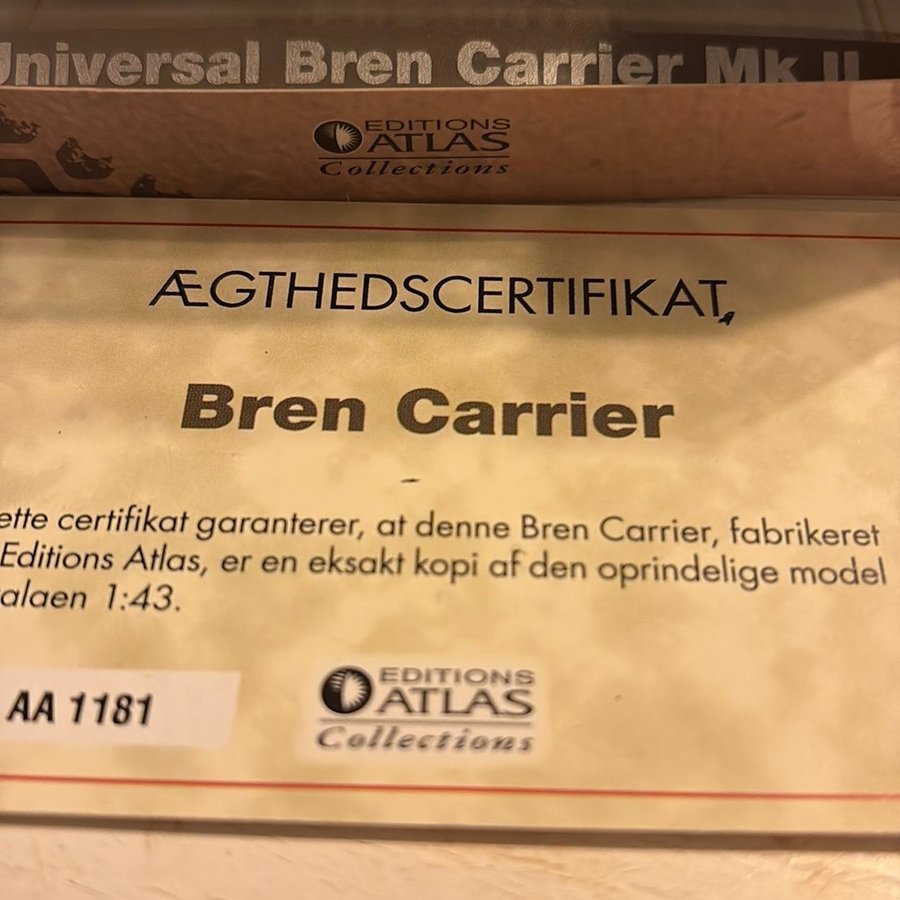 Universal Bren Carrier Mk II
EDITIONS
ATLAS
Collections
ÆGTHEDSCERTIFIKAT
Bren Carrier
ette certifikat garanterer, at denne Bren Carrier, fabrikeret
Editions Atlas, er en eksakt kopi af den oprindelige model
alaen 1:43.
AA 1181
EDITIONS
ATLAS
Collections